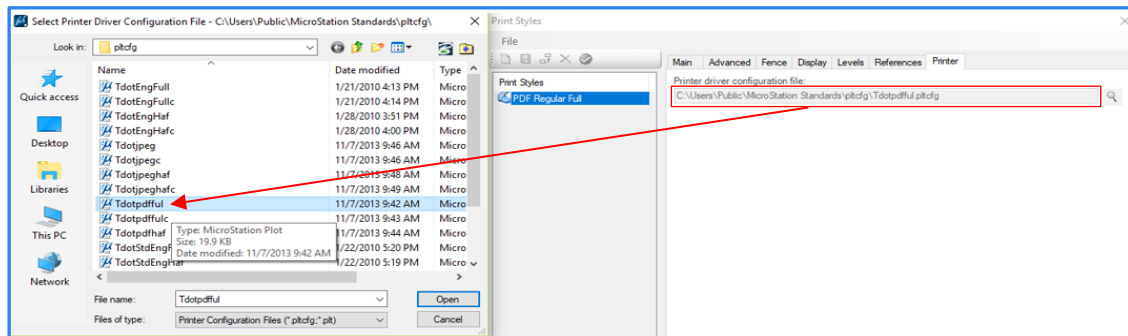 Select Printer Driver Configuration File - C:\Users\Public\MicroStation Standards\pltcfg\
Look in: pltcfg
Name Date modified Type
TdotEngFull 1/21/2010 4:13 PM Micro
TdotEngFullc 1/21/2010 4:14 PM Micro
TdotEngHaf 1/28/2010 3:51 PM Micro
TdotEngHafc 1/28/2010 4:00 PM Micro
Tdotjpeg 11/7/2013 9:46 AM Micro
Tdotjpegc 11/7/2013 9:46 AM Micro
Tdotjpeghaf 11/7/2013 9:48 AM Micro
Tdotjpeghafc 11/7/2013 9:49 AM Micro
Tdotpdfful 11/7/2013 9:42 AM Micro
Tdotpdffulc 11/7/2013 9:43 AM Micro
Tdotpdfhaf 11/7/2013 9:44 AM Micro
TdotStdEngF 1/22/2010 5:20 PM Micro
TdotStdEngHaf 1/22/2010 5:19 PM Micro
Type: MicroStation Plot
Size: 19.9 KB
Date modified: 11/7/2013 9:42 AM
Quick access
Desktop
Libraries
This PC
Network
File name: Tdotpdfful Open
Files of type: Printer Configuration Files (*.pltcfg;*.plt) Cancel
Print Styles
File
Print Styles
PDF Regular Full
Main Advanced Fence Display Levels References Printer
Printer driver configuration file:
C:\Users\Public\MicroStation Standards\pltcfg\Tdotpdfful.pltcfg